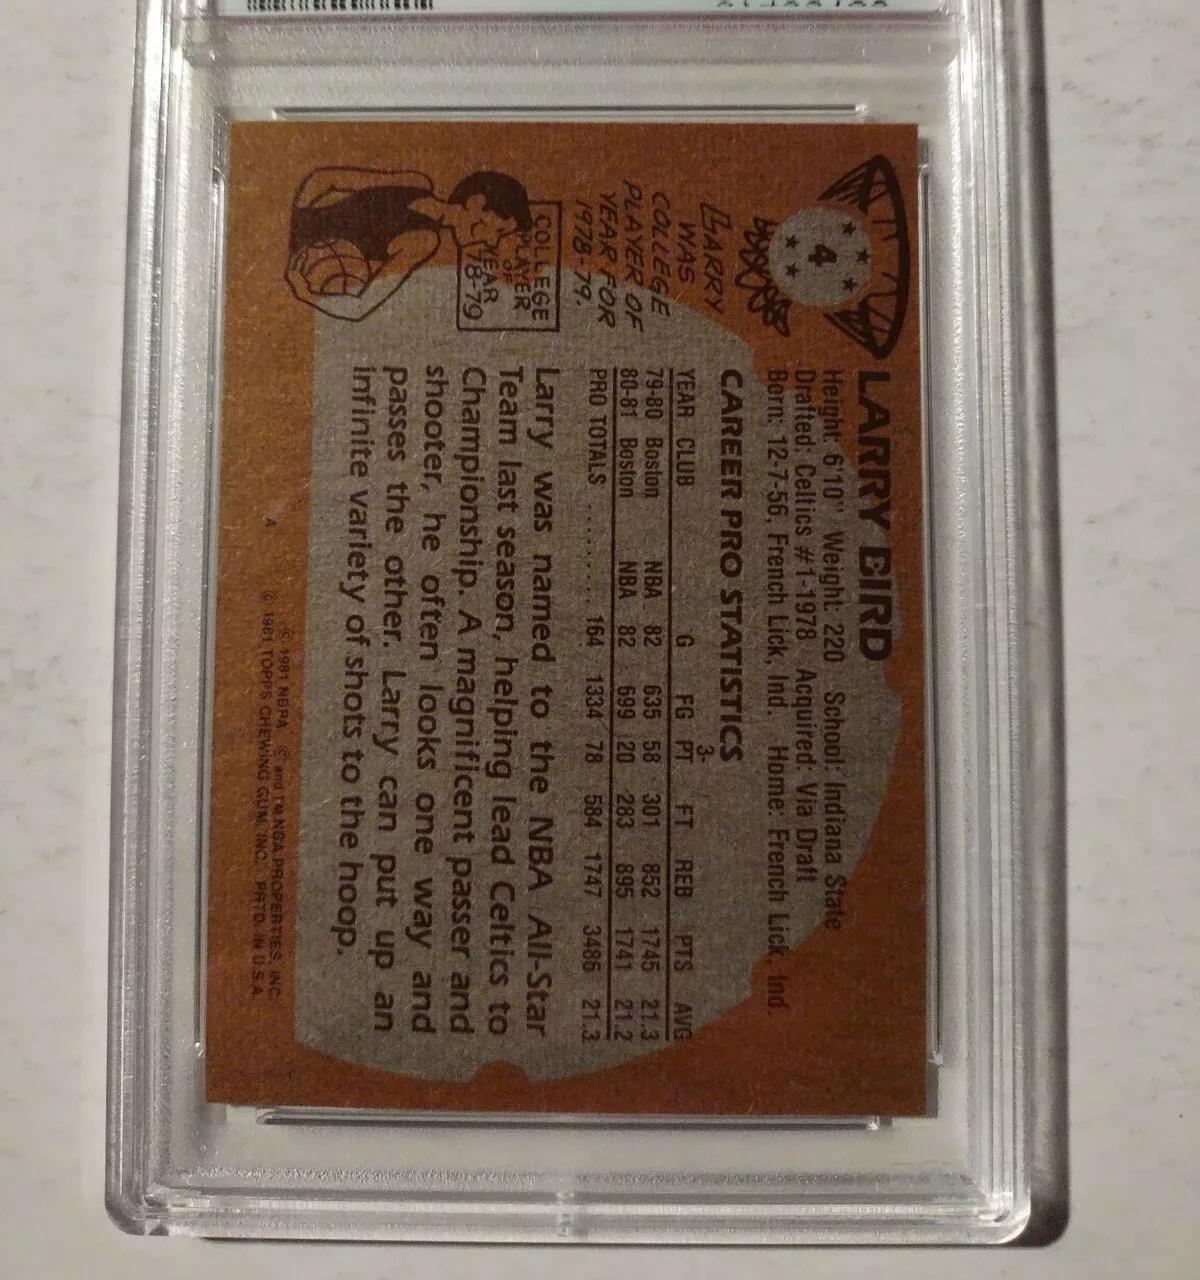 4
LARRY BIRD
Height: 6'10" Weight: 220 School: Indiana State
Drafted: Celtics #1-1978 Acquired: Via Draft
Born: 12-7-56, French Lick, Ind. Home: French Lick, Ind.
CAREER PRO STATISTICS
YEAR CLUB G FG 3-PT FT REB PTS AVG
79-80 Boston NBA 82 635 58 301 852 1745 21.3
80-81 Boston NBA 82 699 20 283 895 1741 21.2
PRO TOTALS ......... 164 1334 78 584 1747 3486 21.3
LARRY
WAS
COLLEGE
PLAYER OF
YEAR FOR
1978-79.
COLLEGE
PLAYER
OF
YEAR
78-79
Larry was named to the NBA All-Star
Team last season, helping lead Celtics to
Championship. A magnificent passer and
shooter, he often looks one way and
passes the other. Larry can put up an
infinite variety of shots to the hoop.
© 1981 NBPA © and TM NBA PROPERTIES, INC.
A © 1981 TOPPS CHEWING GUM, INC. PRTD. IN U.S.A.